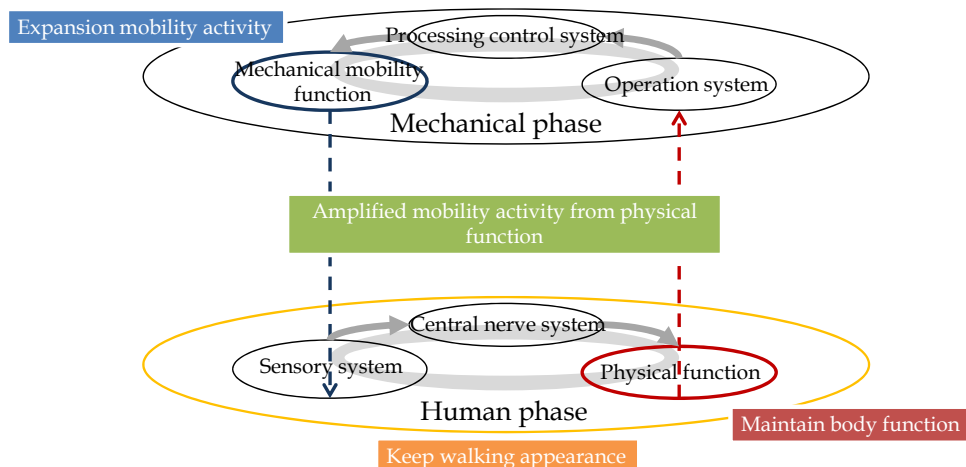 Expansion mobility activity
Processing control system
Mechanical mobility
function
Operation system
Mechanical phase
Amplified mobility activity from physical
function
Central nerve system
Sensory system
Physical function
Human phase
Maintain body function
Keep walking appearance